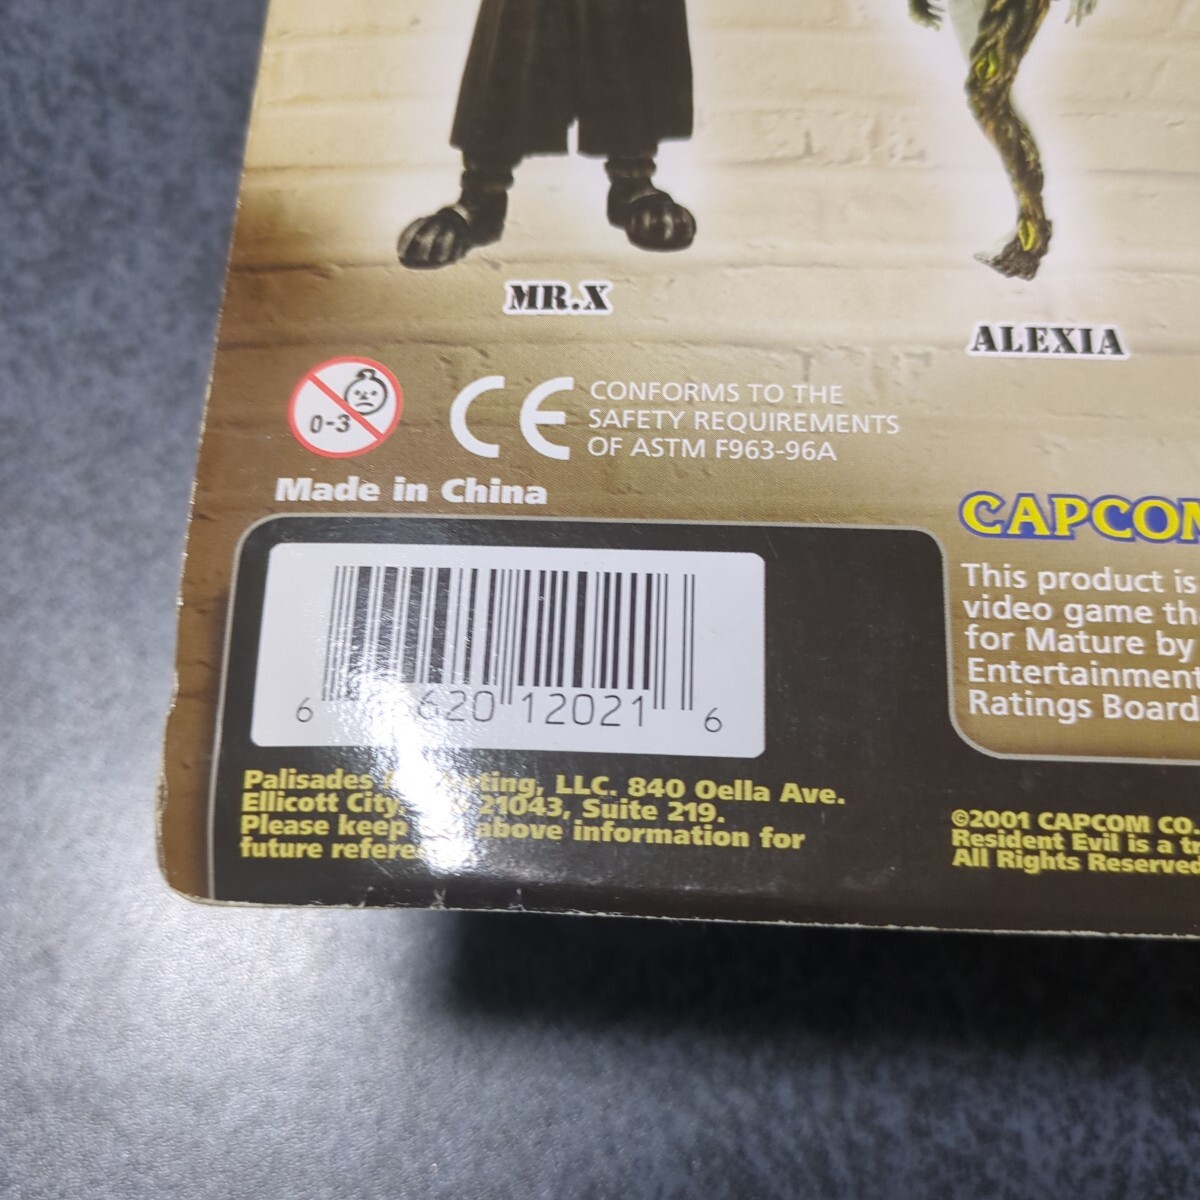 MR.X
ALEXIA
0-3
CE
CONFORMS TO THE
SAFETY REQUIREMENTS
OF ASTM F963-96A
Made in China
CAPCOM
This product is
video game th
for Mature by
Entertainment
Ratings Board
6 620 12021 6
Palisades LLC. 840 Oella Ave.
Ellicott City, 21043, Suite 219.
Please keep above information for
future
©2001 CAPCOM CO.
Resident Evil is a tr
All Rights Reserved